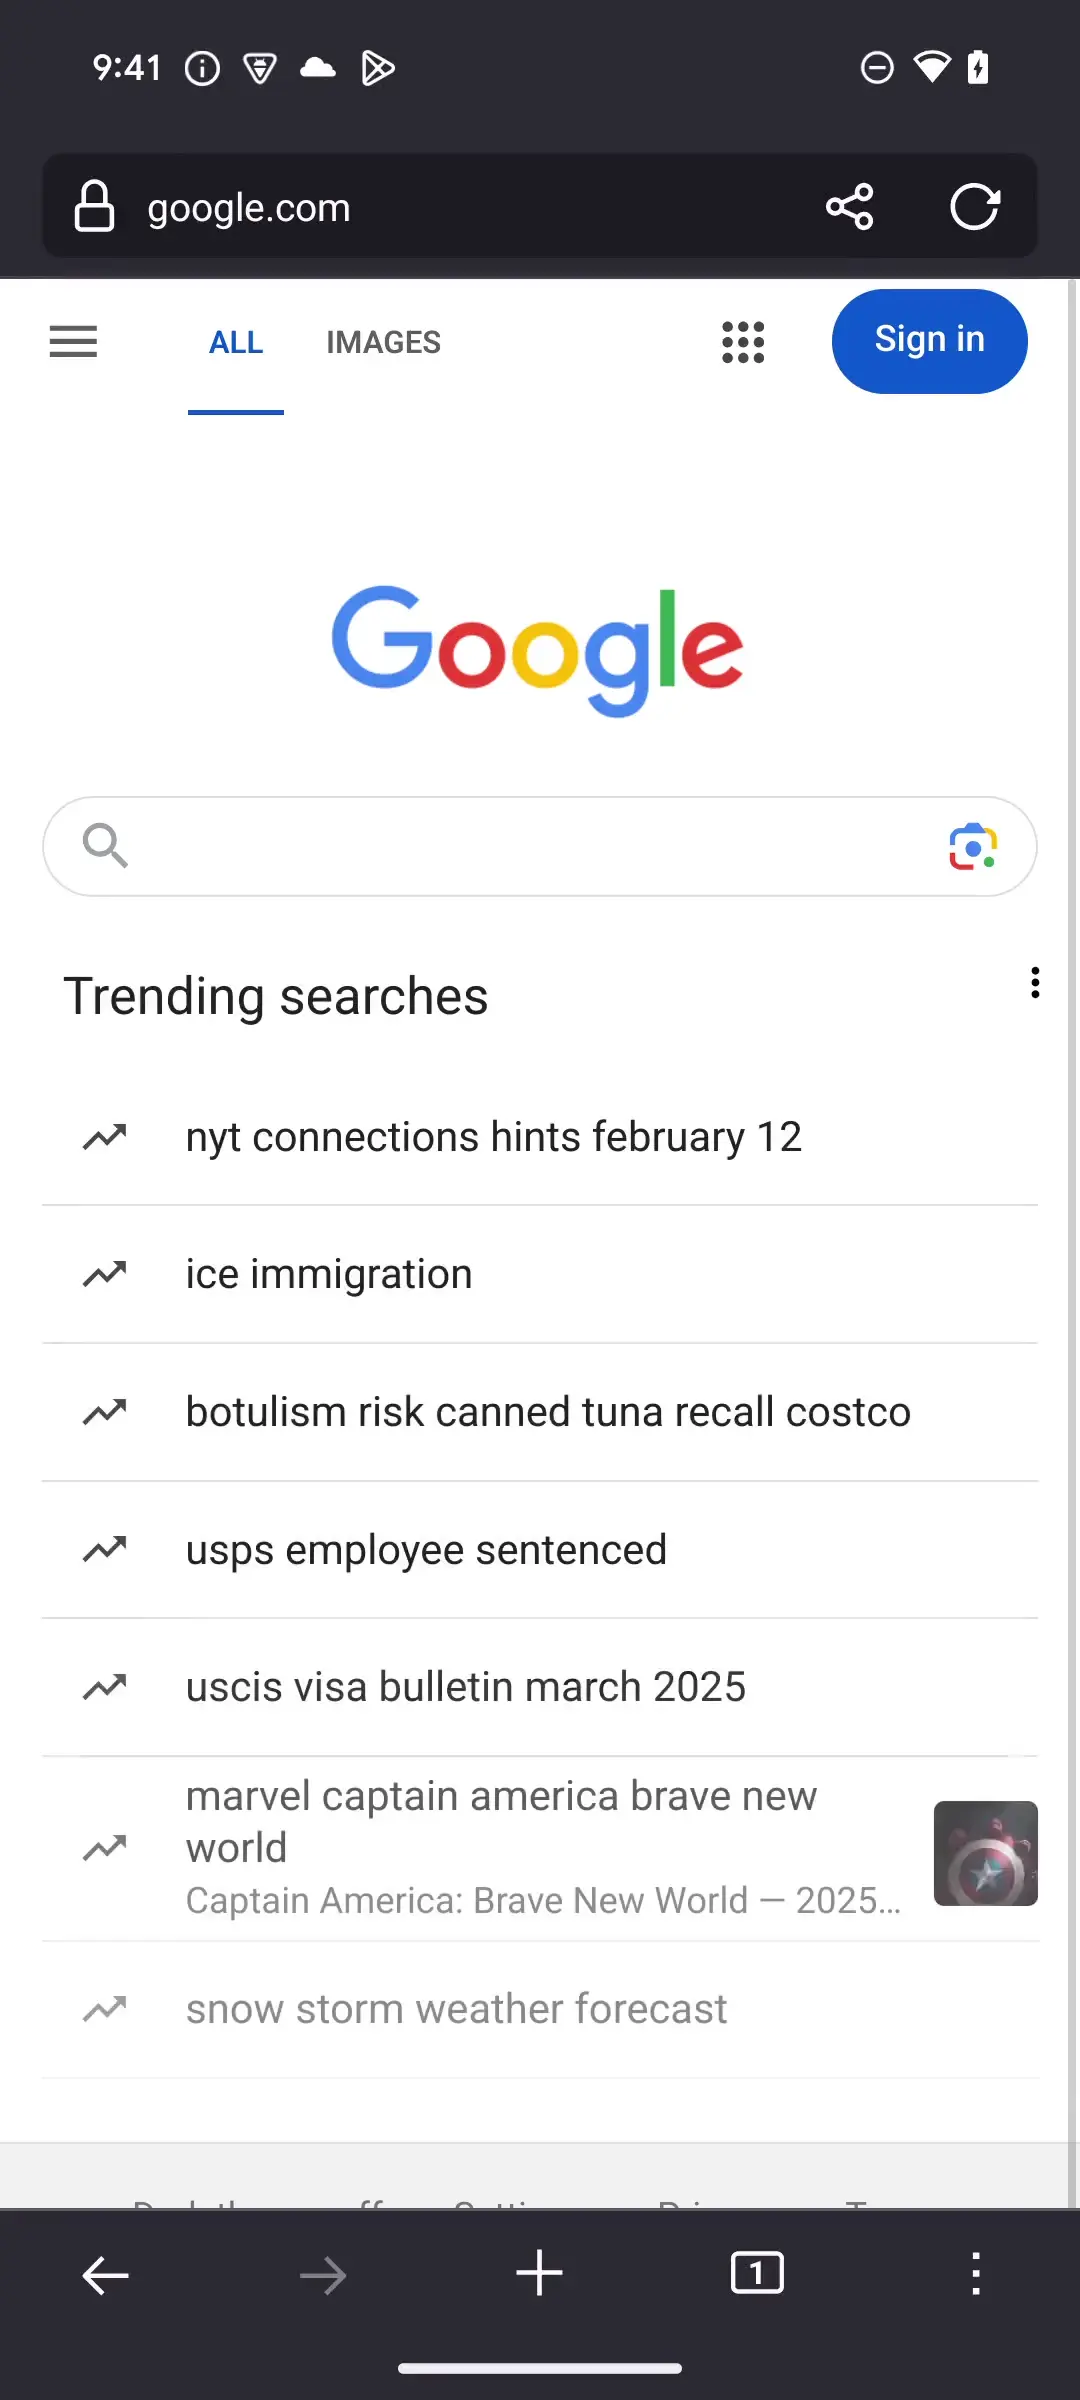 9:41
google.com
ALL IMAGES Sign in
Google
Trending searches
nyt connections hints february 12
ice immigration
botulism risk canned tuna recall costco
usps employee sentenced
uscis visa bulletin march 2025
marvel captain america brave new
world
Captain America: Brave New World — 2025...
snow storm weather forecast
1